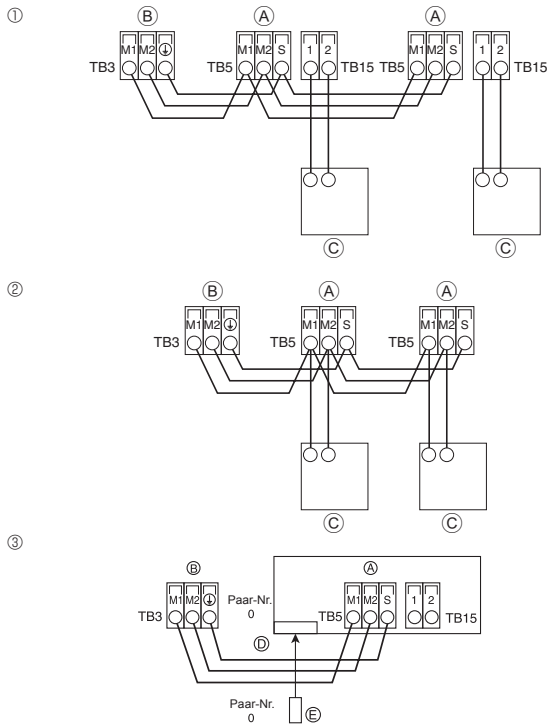 ①
Ⓑ Ⓐ Ⓐ
M1 M2 ⏚ M1 M2 S 1 2 M1 M2 S 1 2
TB3 TB5 TB15 TB5 TB15
Ⓒ Ⓒ
②
Ⓑ Ⓐ Ⓐ
M1 M2 ⏚ M1 M2 S M1 M2 S
TB3 TB5 TB5
Ⓒ Ⓒ
③
Ⓑ Ⓐ
M1 M2 ⏚ Paar-Nr. M1 M2 S 1 2
TB3 0 TB5 TB15
Ⓓ
Paar-Nr.
0 Ⓔ